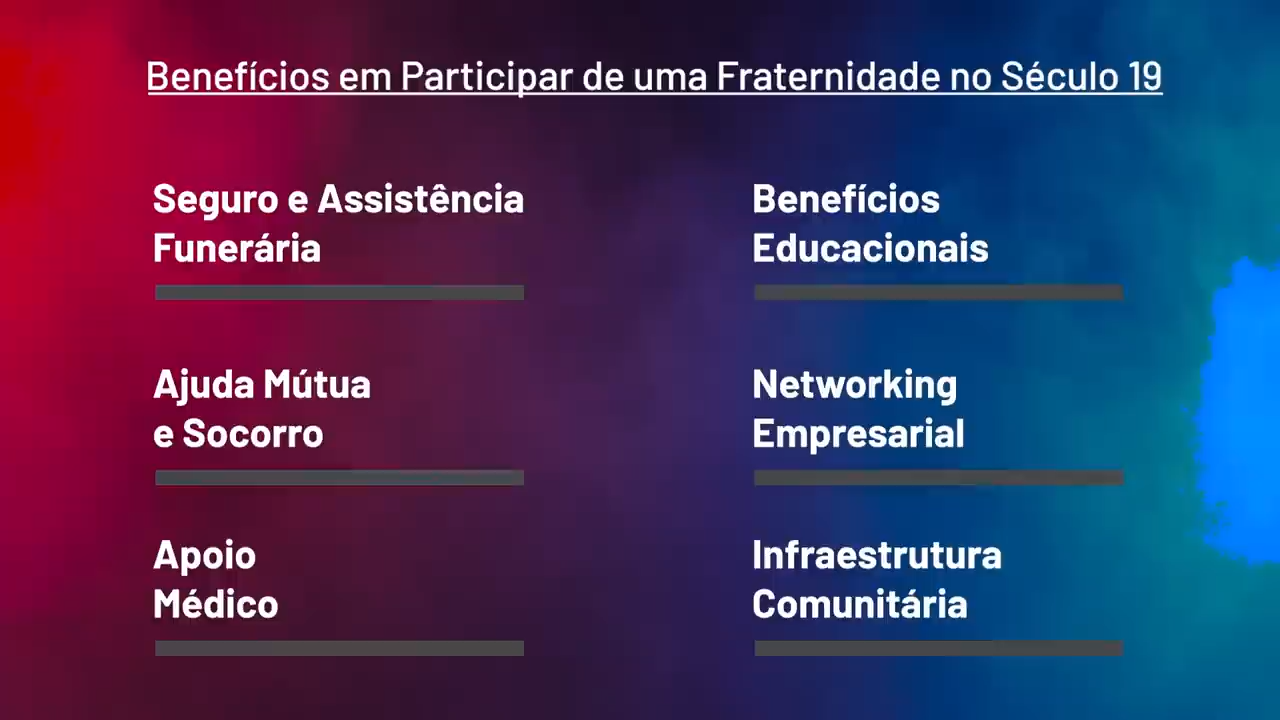 Benefícios em Participar de uma Fraternidade no Século 19
Seguro e Assistência
Funerária
Ajuda Mútua
e Socorro
Apoio
Médico
Benefícios
Educacionais
Networking
Empresarial
Infraestrutura
Comunitária